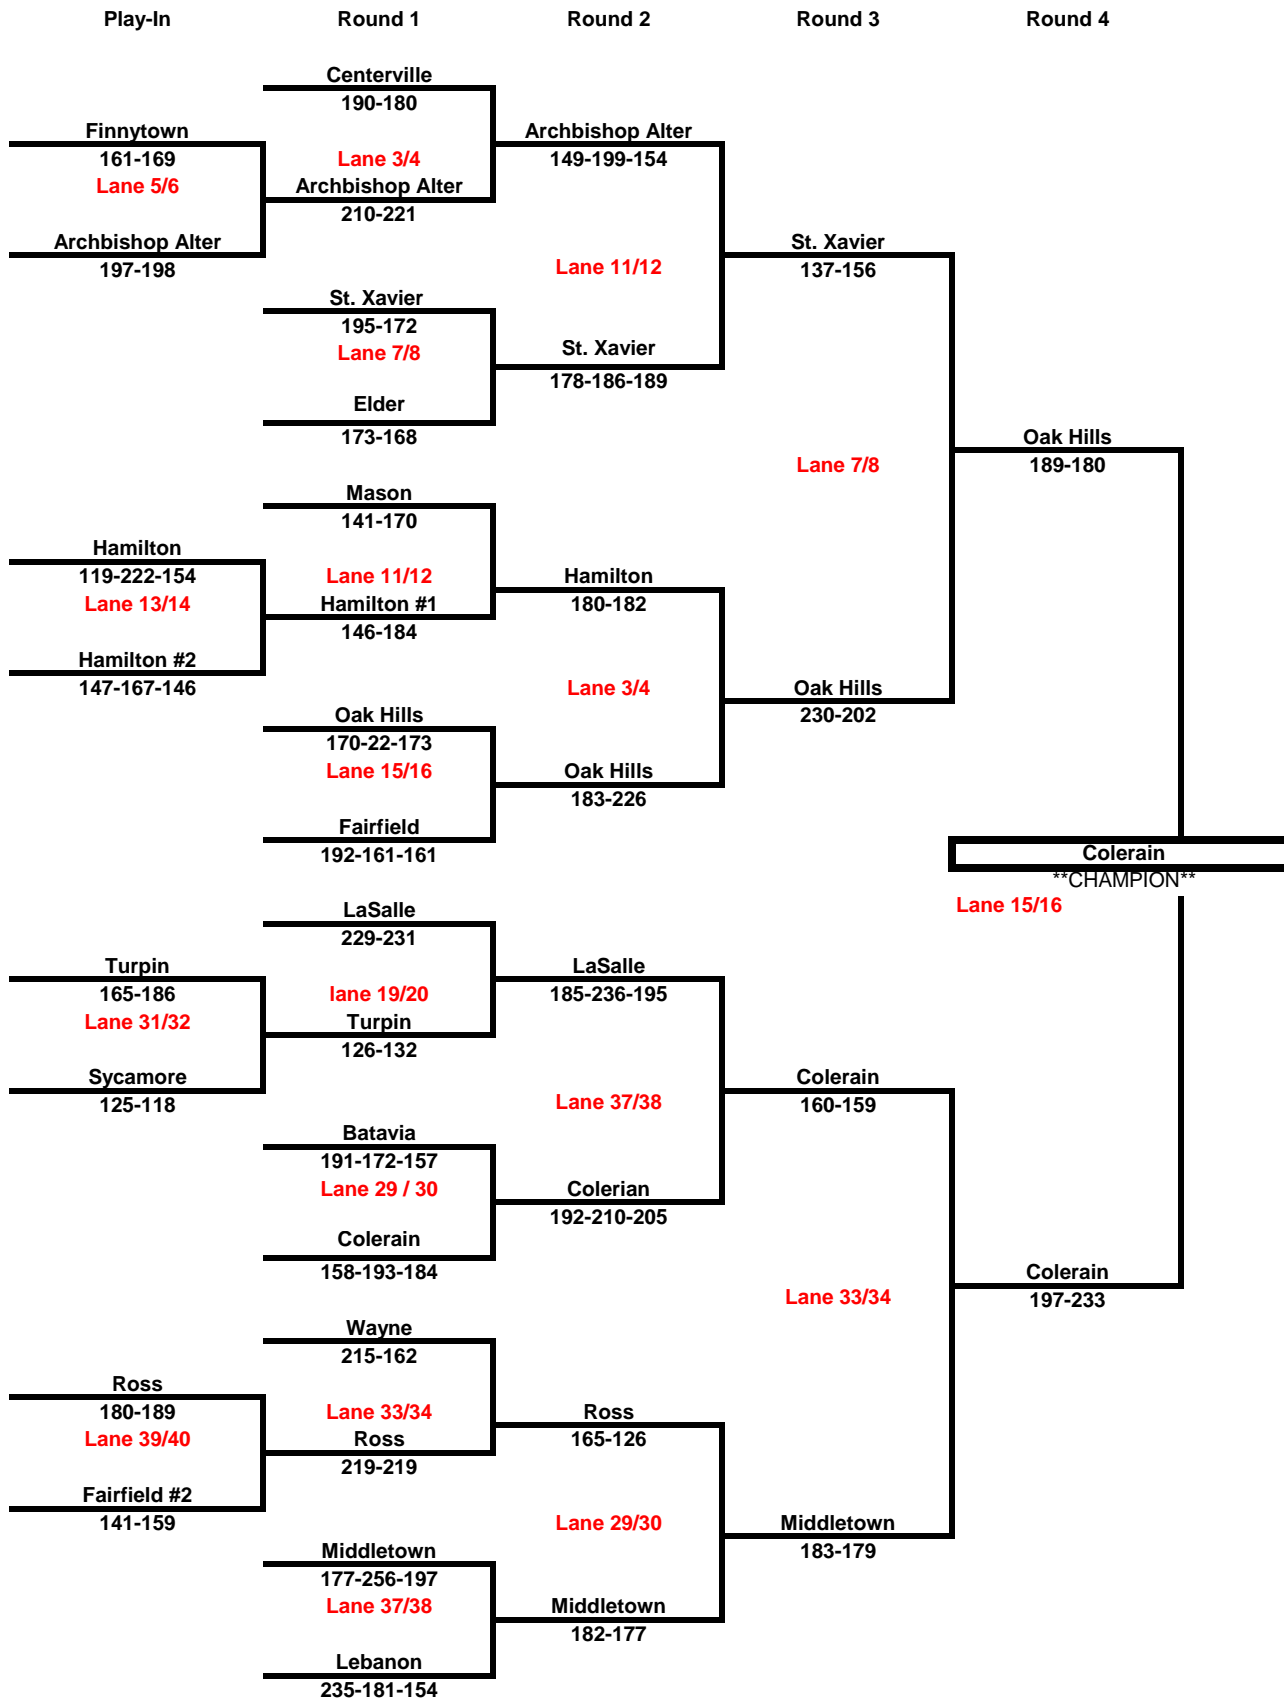 Play-In Round 1 Round 2 Round 3 Round 4
Centerville
190-180
Finnytown Archbishop Alter
161-169 Lane 3/4 149-199-154
Lane 5/6 Archbishop Alter
210-221
Archbishop Alter St. Xavier
197-198 Lane 11/12 137-156
St. Xavier
195-172
Lane 7/8 St. Xavier
178-186-189
Elder
173-168 Oak Hills
Lane 7/8 189-180
Mason
141-170
Hamilton
119-222-154 Lane 11/12 Hamilton
Lane 13/14 Hamilton #1 180-182
146-184
Hamilton #2
147-167-146 Lane 3/4 Oak Hills
Oak Hills 230-202
170-22-173
Lane 15/16 Oak Hills
183-226
Fairfield
192-161-161 Colerain
**CHAMPION**
LaSalle Lane 15/16
229-231
Turpin LaSalle
165-186 lane 19/20 185-236-195
Lane 31/32 Turpin
126-132
Sycamore Colerain
125-118 Lane 37/38 160-159
Batavia
191-172-157
Lane 29 / 30 Colerian
192-210-205
Colerain
158-193-184 Colerain
Lane 33/34 197-233
Wayne
215-162
Ross
180-189 Lane 33/34 Ross
Lane 39/40 Ross 165-126
219-219
Fairfield #2
141-159 Lane 29/30 Middletown
Middletown 183-179
177-256-197
Lane 37/38 Middletown
182-177
Lebanon
235-181-154